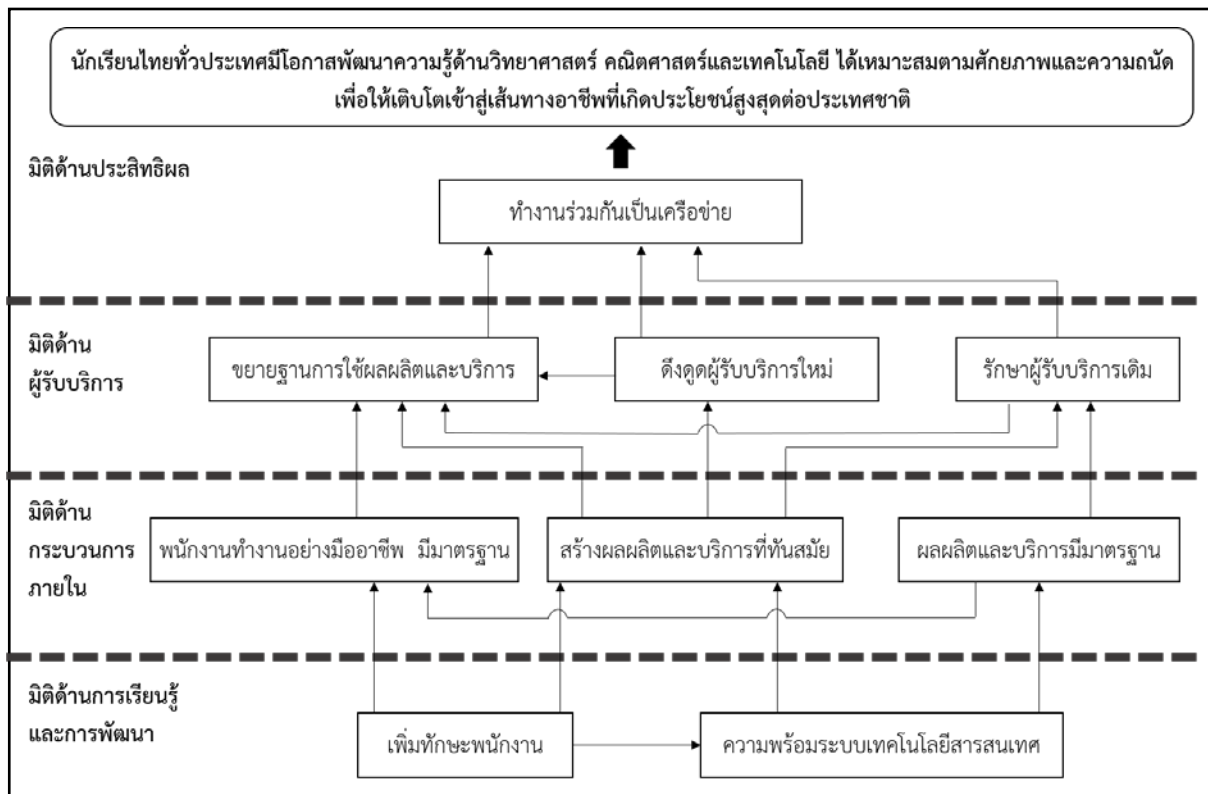 นักเรียนไทยทั่วประเทศมีโอกาสพัฒนาความรู้ด้านวิทยาศาสตร์ คณิตศาสตร์และเทคโนโลยี ได้เหมาะสมตามศักยภาพและความถนัด
เพื่อให้เติบโตเข้าสู่เส้นทางอาชีพที่เกิดประโยชน์สูงสุดต่อประเทศชาติ
มิติด้านประสิทธิผล
ทำงานร่วมกันเป็นเครือข่าย
มิติด้าน
ผู้รับบริการ
ขยายฐานการใช้ผลผลิตและบริการ
ดึงดูดผู้รับบริการใหม่
รักษาผู้รับบริการเดิม
มิติด้าน
กระบวนการ
ภายใน
พนักงานทำงานอย่างมืออาชีพ มีมาตรฐาน
สร้างผลผลิตและบริการที่ทันสมัย
ผลผลิตและบริการมีมาตรฐาน
มิติด้านการเรียนรู้
และการพัฒนา
เพิ่มทักษะพนักงาน
ความพร้อมระบบเทคโนโลยีสารสนเทศ